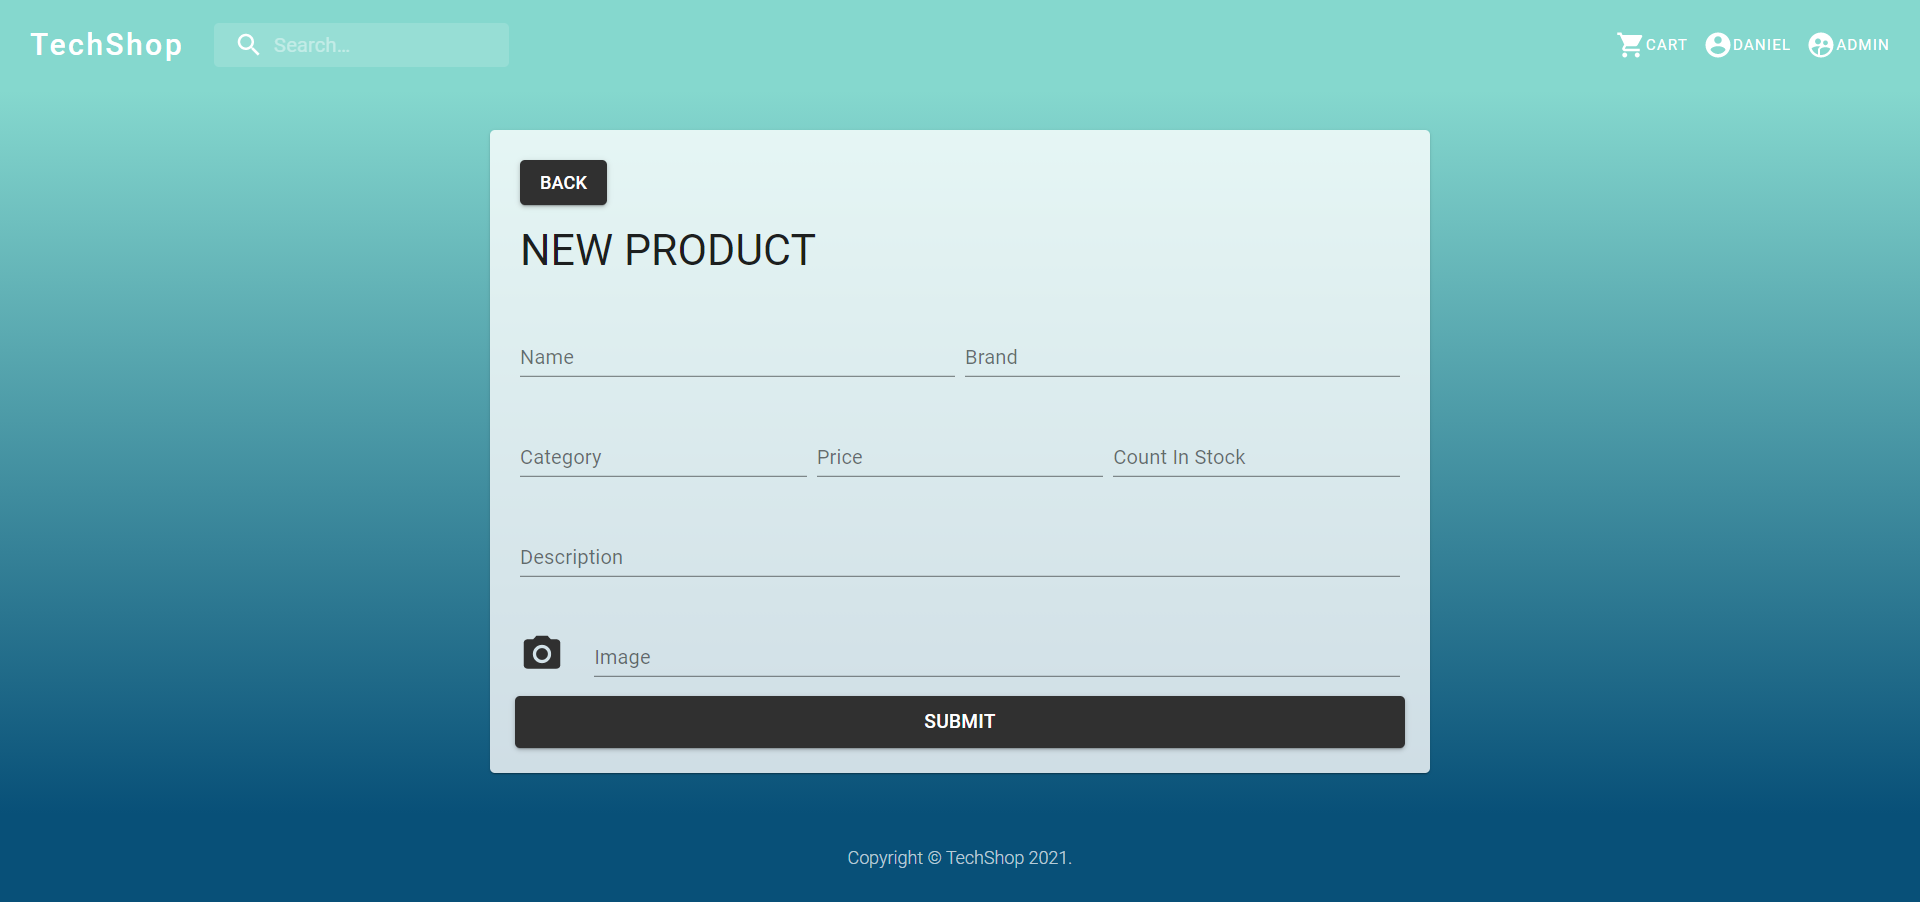 TechShop Search... CART DANIEL ADMIN
BACK
NEW PRODUCT
Name Brand
Category Price Count In Stock
Description
Image
SUBMIT
Copyright © TechShop 2021.